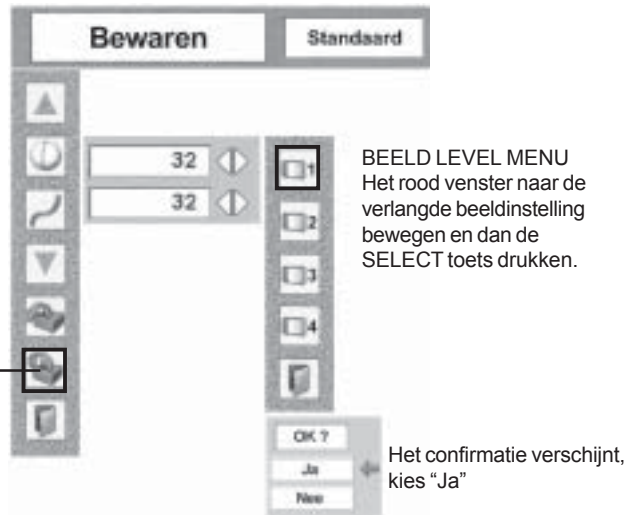 Bewaren
Standaard
32
32
1
2
3
4
BEELD LEVEL MENU
Het rood venster naar de
verlangde beeldinstelling
bewegen en dan de
SELECT toets drukken.
OK ?
Ja
Nee
Het confirmatie verschijnt,
kies “Ja”